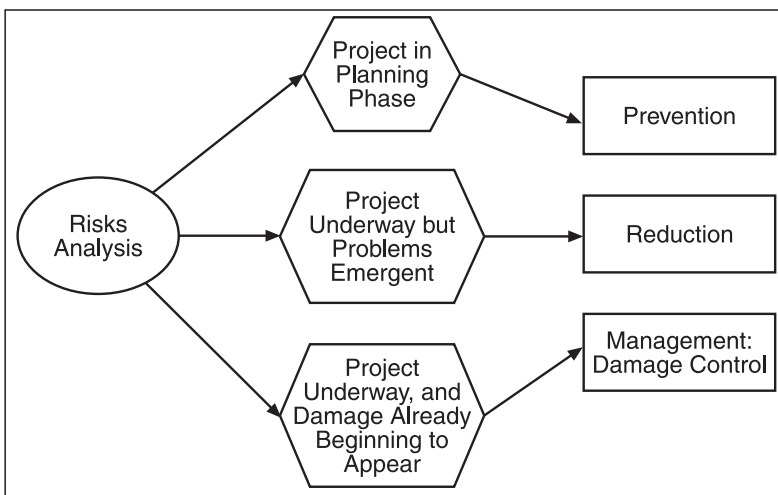 Project in
Planning
Phase
Prevention
Risks
Analysis
Project
Underway but
Problems
Emergent
Reduction
Project
Underway, and
Damage Already
Beginning to
Appear
Management:
Damage Control